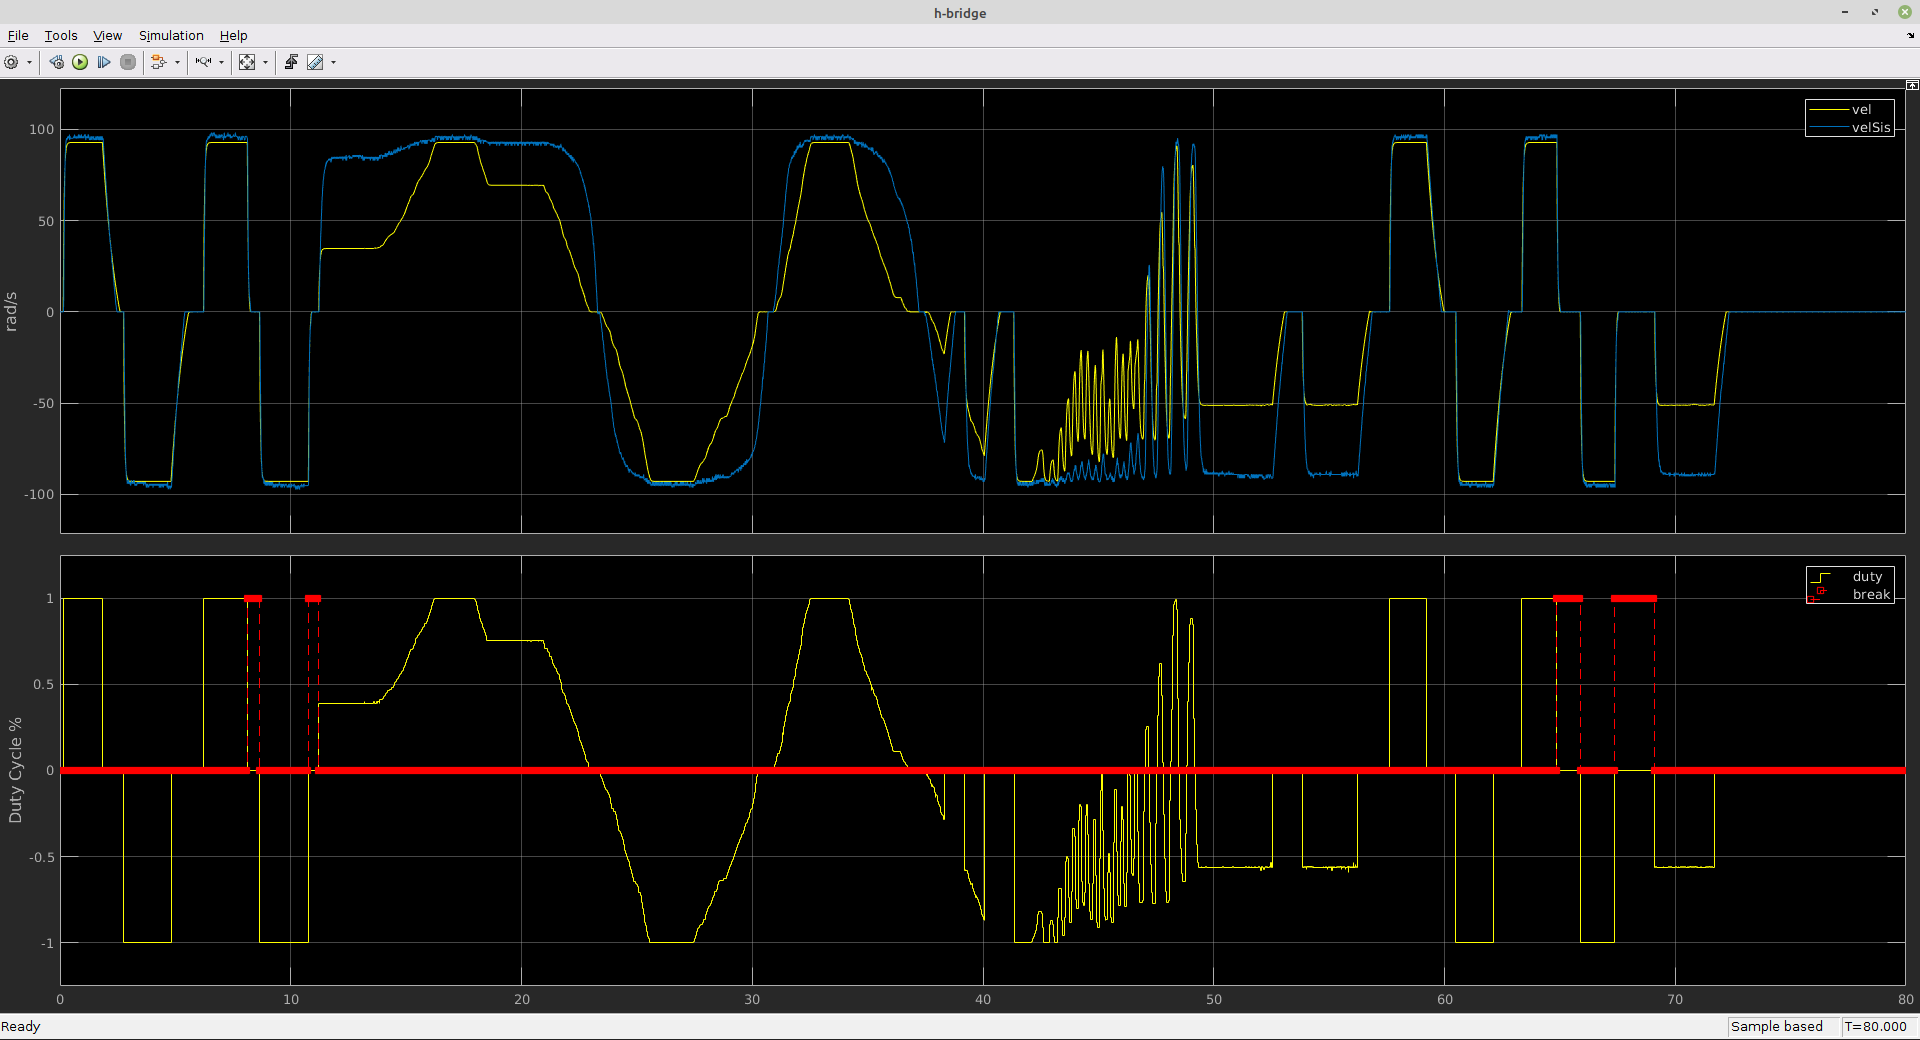 h-bridge
File Tools View Simulation Help
vel
velSis
100
50
0
-50
-100
rad/s
duty
break
1
0.5
0
-0.5
-1
Duty Cycle %
0 10 20 30 40 50 60 70 80
Ready
Sample based T=80.000